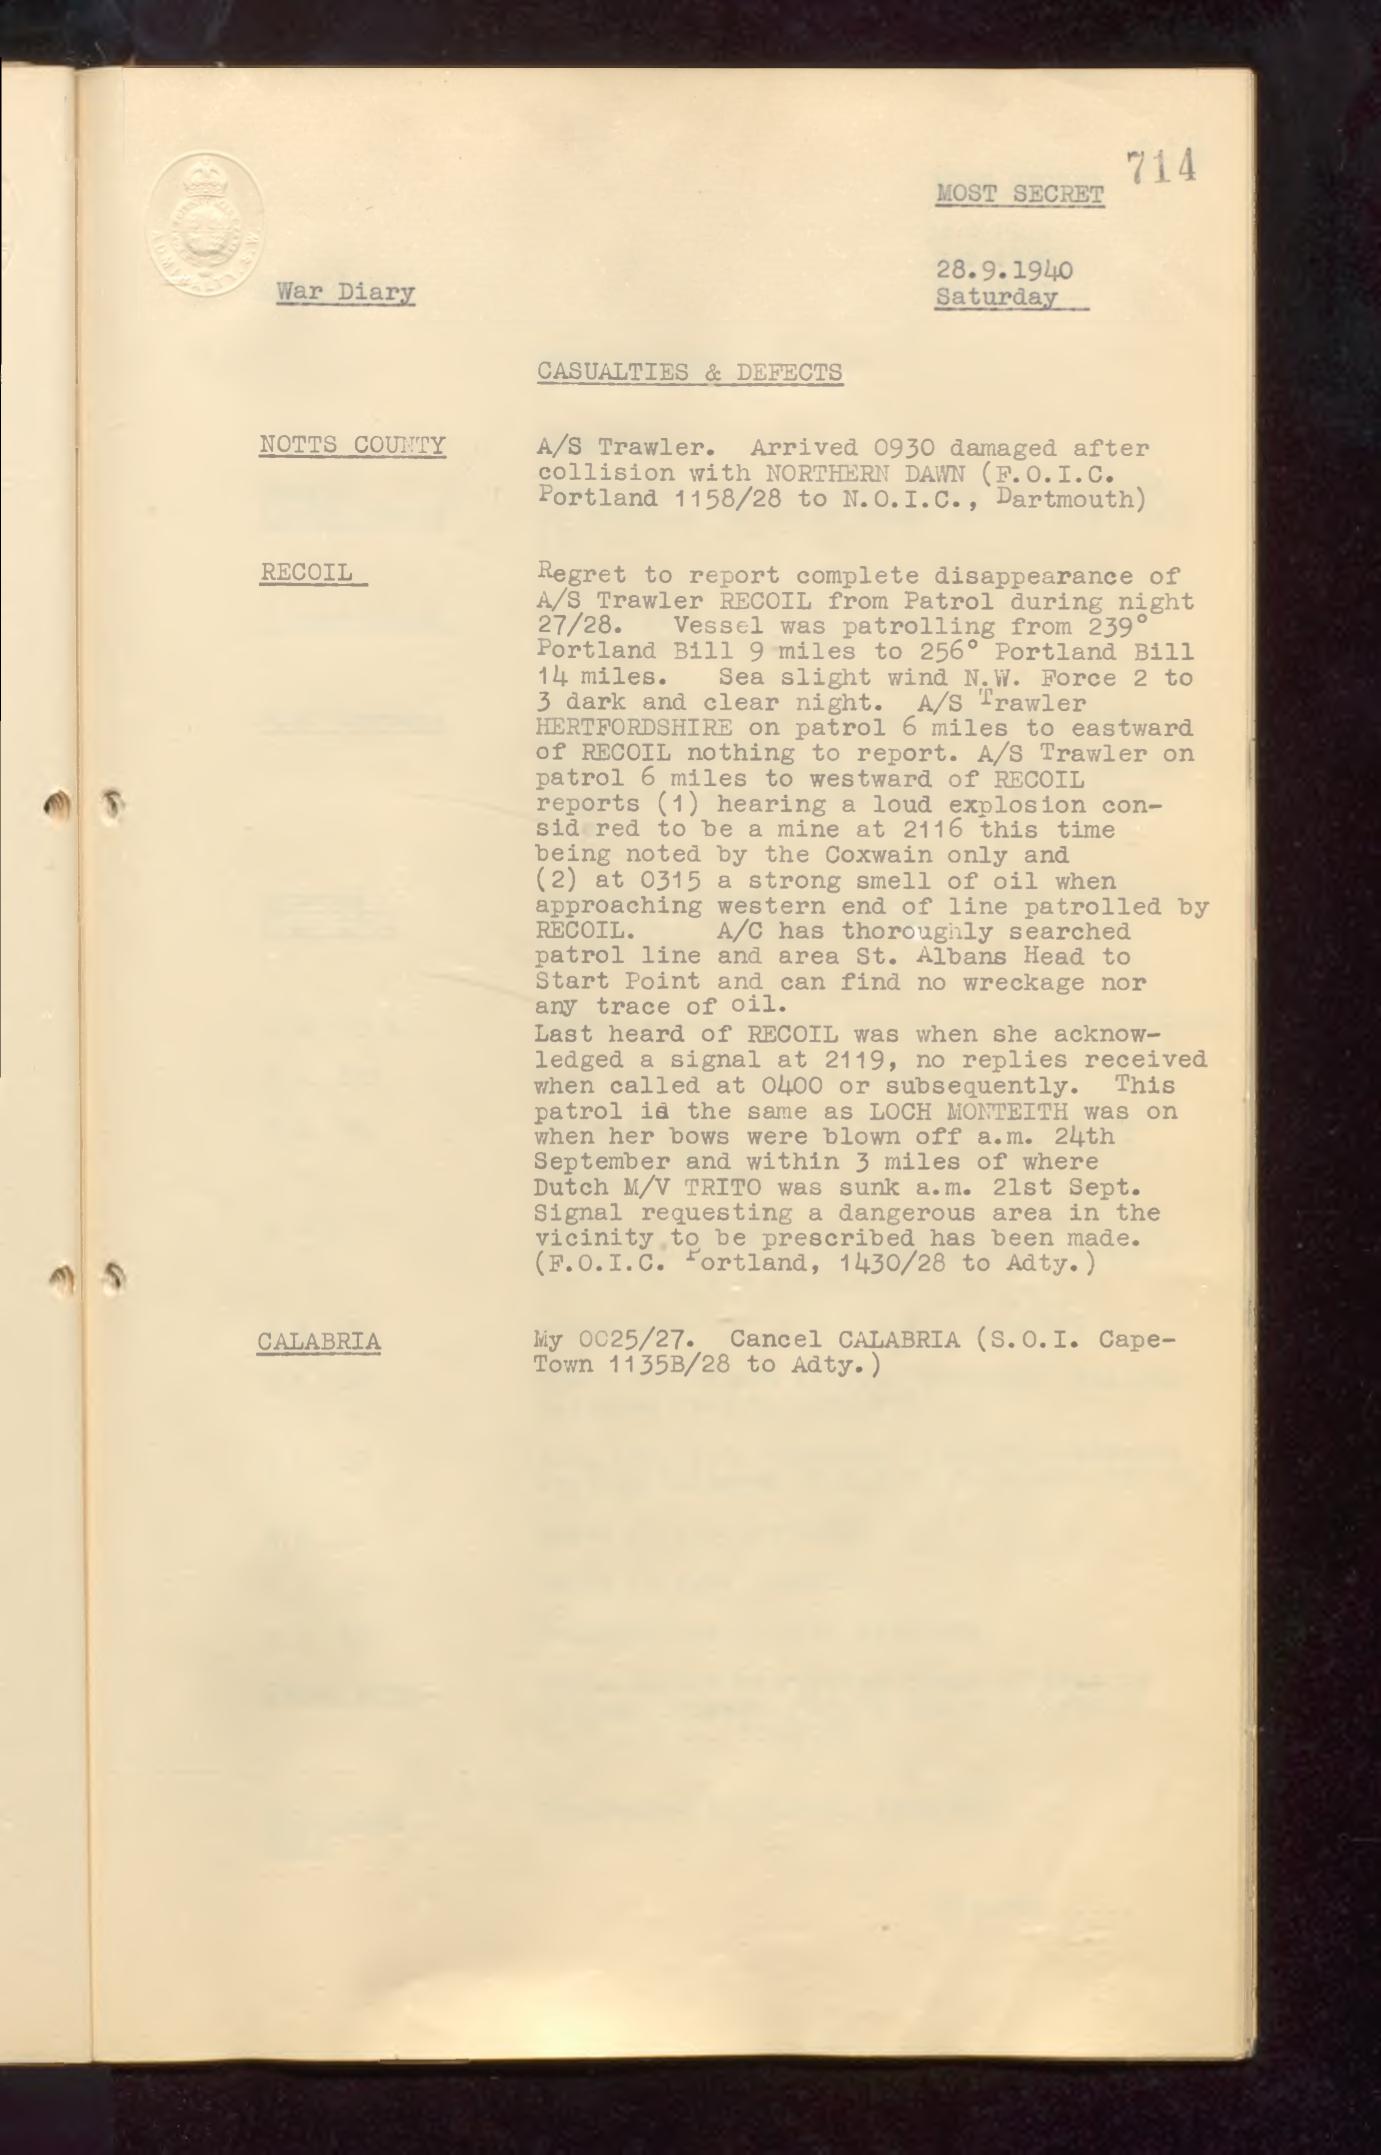 714
MOST SECRET
28.9.1940
War Diary
Saturday
CASUALTIES & DEFECTS
NOTTS COUNTY
A/S Trawler. Arrived 0930 damaged after
collision with NORTHERN DAWN (F.O.I.C.
Portland 1158/28 to N.O.I.C., Dartmouth)
RECOIL
Regret to report complete disappearance of
A/S Trawler RECOIL from Patrol during night
27/28. Vessel was patrolling from 239°
Portland Bill 9 miles to 256° Portland Bill
14 miles. Sea slight wind N.W. Force 2 to
3 dark and clear night. A/S Trawler
HERTFORDSHIRE on patrol 6 miles to eastward
of RECOIL nothing to report. A/S Trawler on
patrol 6 miles to westward of RECOIL
reports (1) hearing a loud explosion con-
sid red to be a mine at 2116 this time
being noted by the Coxwain only and
(2) at 0315 a strong smell of oil when
approaching western end of line patrolled by
RECOIL. A/C has thoroughly searched
patrol line and area St. Albans Head to
Start Point and can find no wreckage nor
any trace of oil.
Last heard of RECOIL was when she acknow-
ledged a signal at 2119, no replies received
when called at 0400 or subsequently. This
patrol is the same as LOCH MONTEITH was on
when her bows were blown off a.m. 24th
September and within 3 miles of where
Dutch M/V TRITO was sunk a.m. 21st Sept.
Signal requesting a dangerous area in the
vicinity to be prescribed has been made.
(F.O.I.C. Portland, 1430/28 to Adty.)
CALABRIA
My 0025/27. Cancel CALABRIA (S.O.I. Cape-
Town 1135B/28 to Adty.)